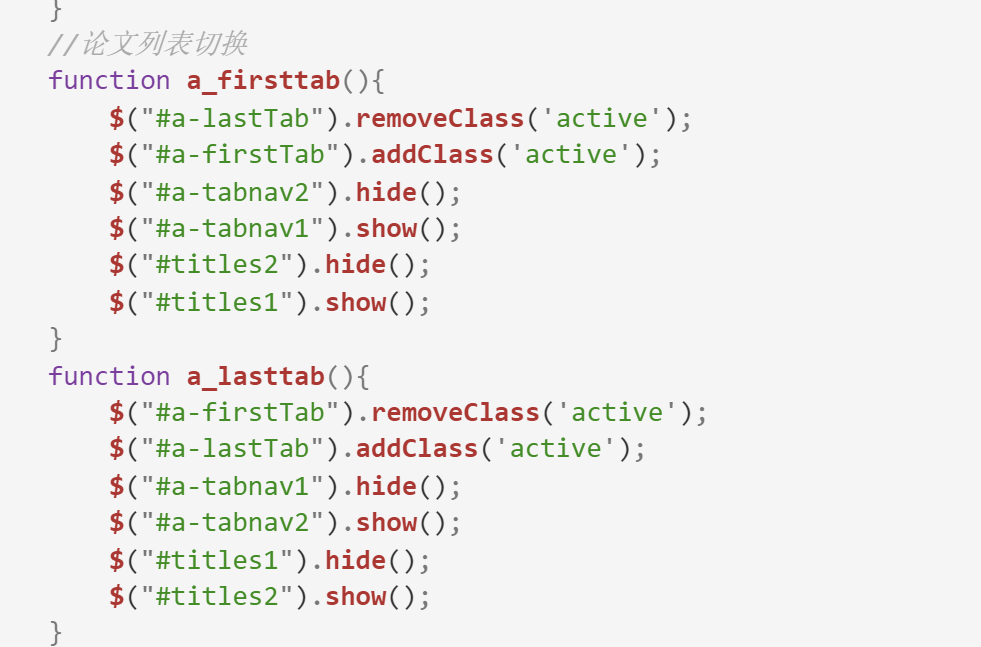 }
//论文列表切换
function a_firsttab(){
    $("#a-lastTab").removeClass('active');
    $("#a-firstTab").addClass('active');
    $("#a-tabnav2").hide();
    $("#a-tabnav1").show();
    $("#titles2").hide();
    $("#titles1").show();
}
function a_lasttab(){
    $("#a-firstTab").removeClass('active');
    $("#a-lastTab").addClass('active');
    $("#a-tabnav1").hide();
    $("#a-tabnav2").show();
    $("#titles1").hide();
    $("#titles2").show();
}